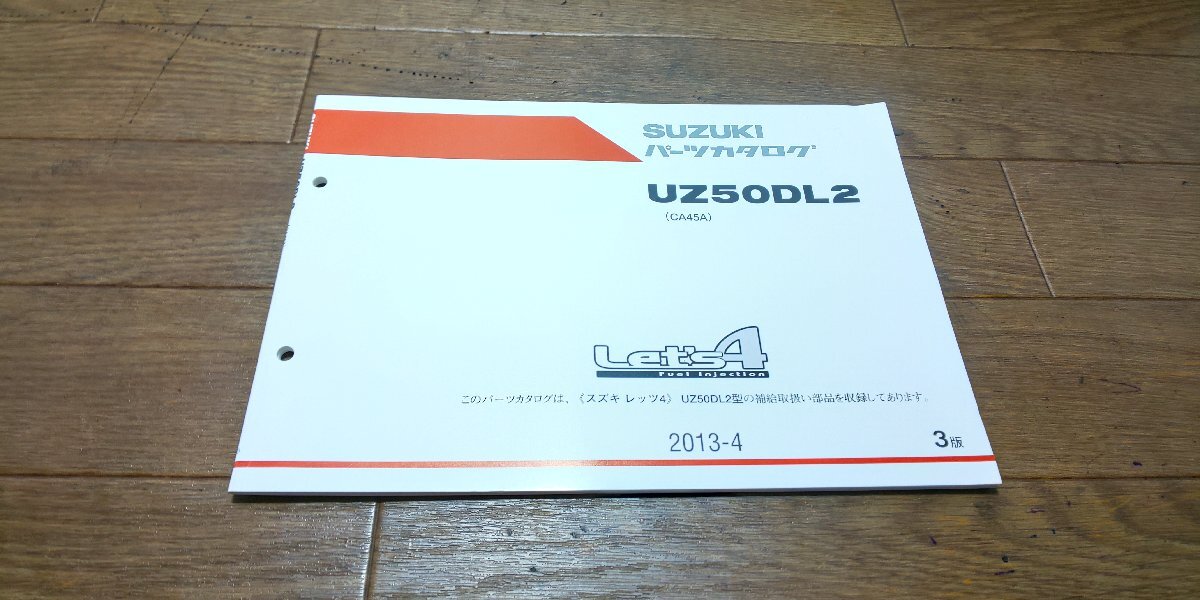 SUZUKI
パーツカタログ
UZ50DL2
(CA45A)
Let's4
Fuel Injection
このパーツカタログは、《スズキ レッツ4》 UZ50DL2型の補給取扱い部品を収録してあります。
2013-4
3版